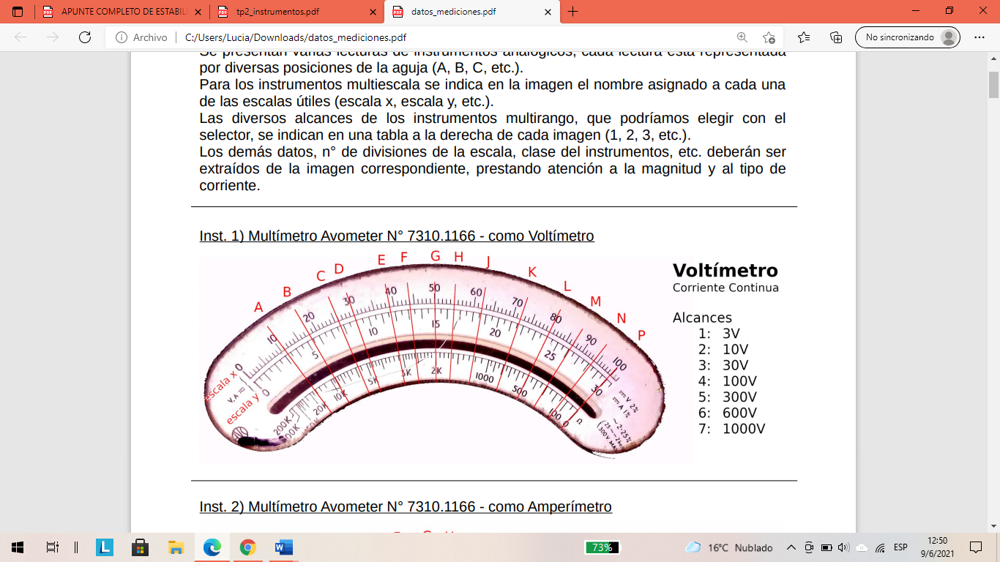 APUNTE COMPLETO DE ESTABILI
tp2_instrumentos.pdf
datos_mediciones.pdf
Archivo
C:/Users/Lucia/Downloads/datos_mediciones.pdf
No sincronizando
Se presentan varias lecturas de instrumentos analógicos, cada lectura está representada
por diversas posiciones de la aguja (A, B, C, etc.).
Para los instrumentos multiescala se indica en la imagen el nombre asignado a cada una
de las escalas útiles (escala x, escala y, etc.).
Las diversos alcances de los instrumentos multirango, que podríamos elegir con el
selector, se indican en una tabla a la derecha de cada imagen (1, 2, 3, etc.).
Los demás datos, n° de divisiones de la escala, clase del instrumentos, etc. deberán ser
extraídos de la imagen correspondiente, prestando atención a la magnitud y al tipo de
corriente.
Inst. 1) Multímetro Avometer N° 7310.1166 - como Voltímetro
A B C D E F G H J K L M N P
escala x 0 10 20 30 40 50 60 70 80 90 100
V,A
escala y 0 5 10 15 20 25 30
200K 20K 10K 5K 3K 2K 1000 500 100 0 Ω
V 2%
A 1%
~ 2·25%
Voltímetro
Corriente Continua
Alcances
1: 3V
2: 10V
3: 30V
4: 100V
5: 300V
6: 600V
7: 1000V
Inst. 2) Multímetro Avometer N° 7310.1166 - como Amperímetro
73%
16°C Nublado
ESP
12:50
9/6/2021